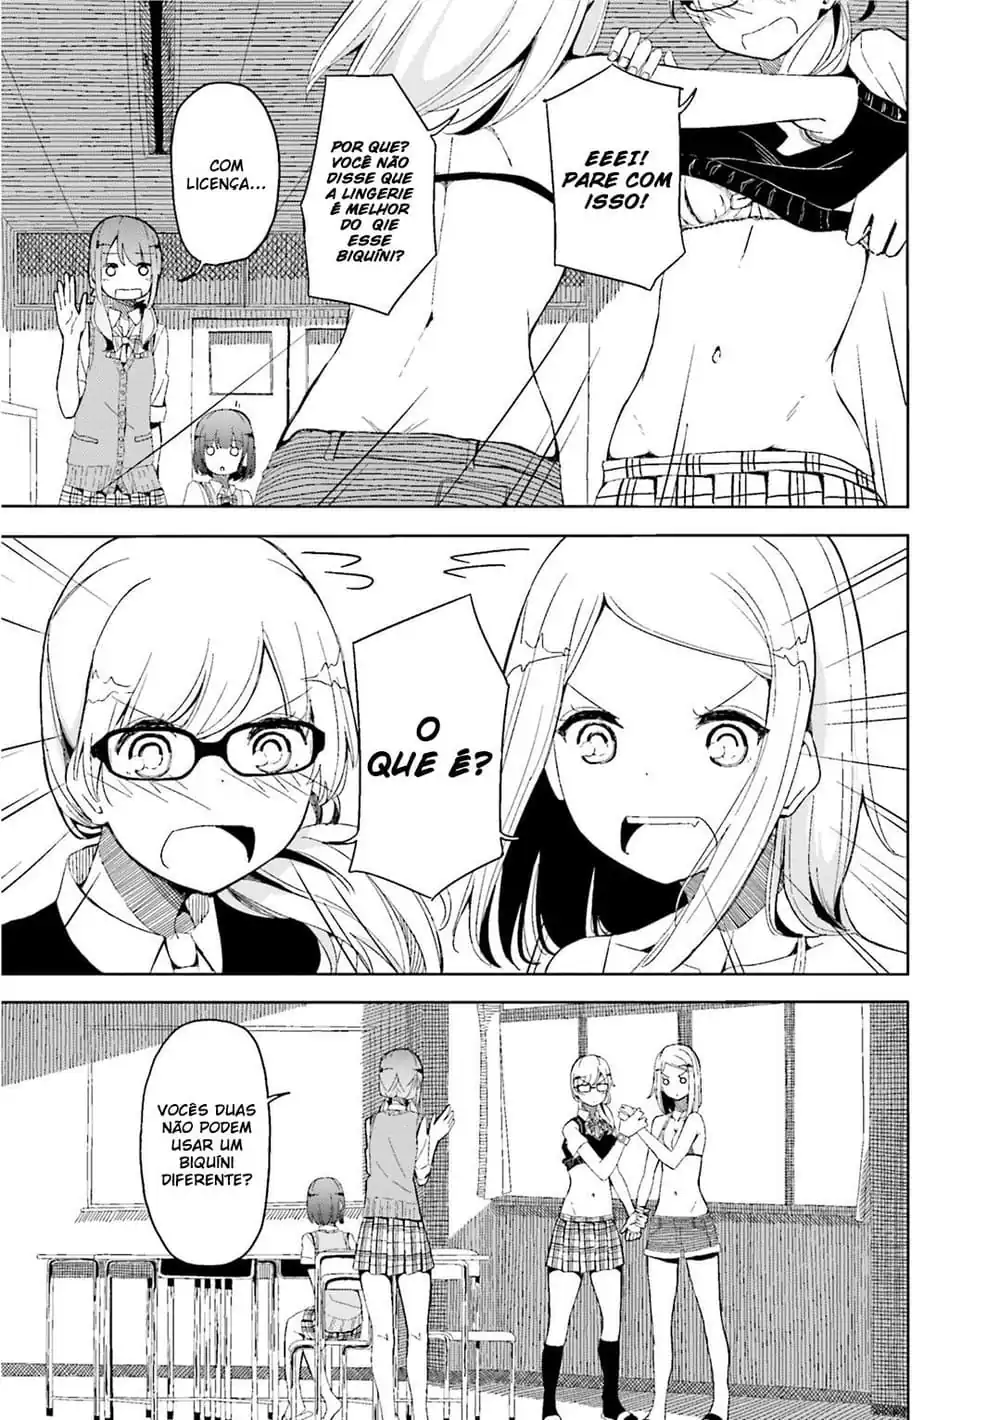 EEEI!
PARE COM
ISSO!
POR QUE?
VOCÊ NÃO
DISSE QUE
A LINGERIE
É MELHOR
DO QIE
ESSE
BIQUÍNI?
COM
LICENÇA...
O
QUE É?
VOCÊS DUAS
NÃO PODEM
USAR UM
BIQUÍNI
DIFERENTE?